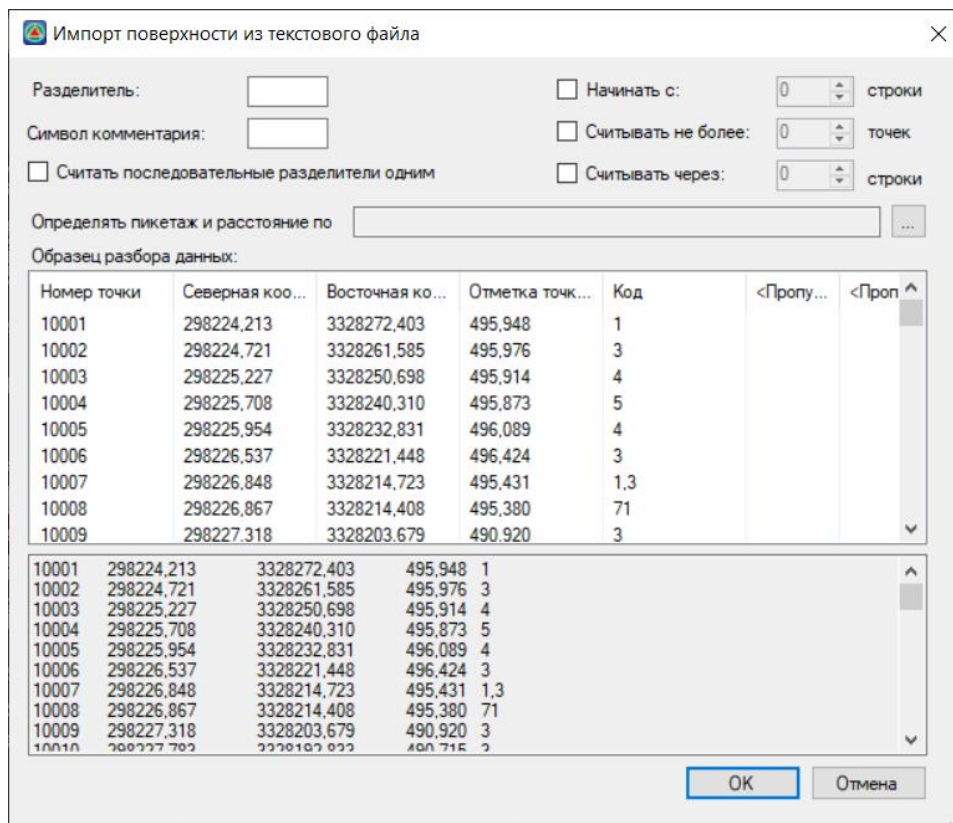 Импорт поверхности из текстового файла
Разделитель:
Начинать с: 0 строки
Символ комментария:
Считывать не более: 0 точек
Считать последовательные разделители одним
Считывать через: 0 строки
Определять пикетаж и расстояние по ...
Образец разбора данных:
Номер точки Северная коо... Восточная ко... Отметка точк... Код <Пропу... <Проп
10001 298224,213 3328272,403 495,948 1
10002 298224,721 3328261,585 495,976 3
10003 298225,227 3328250,698 495,914 4
10004 298225,708 3328240,310 495,873 5
10005 298225,954 3328232,831 496,089 4
10006 298226,537 3328221,448 496,424 3
10007 298226,848 3328214,723 495,431 1,3
10008 298226,867 3328214,408 495,380 71
10009 298227,318 3328203,679 490,920 3
10001 298224,213 3328272,403 495,948 1
10002 298224,721 3328261,585 495,976 3
10003 298225,227 3328250,698 495,914 4
10004 298225,708 3328240,310 495,873 5
10005 298225,954 3328232,831 496,089 4
10006 298226,537 3328221,448 496,424 3
10007 298226,848 3328214,723 495,431 1,3
10008 298226,867 3328214,408 495,380 71
10009 298227,318 3328203,679 490,920 3
10010 298227,783 3328192,833 490,715 3
OK Отмена